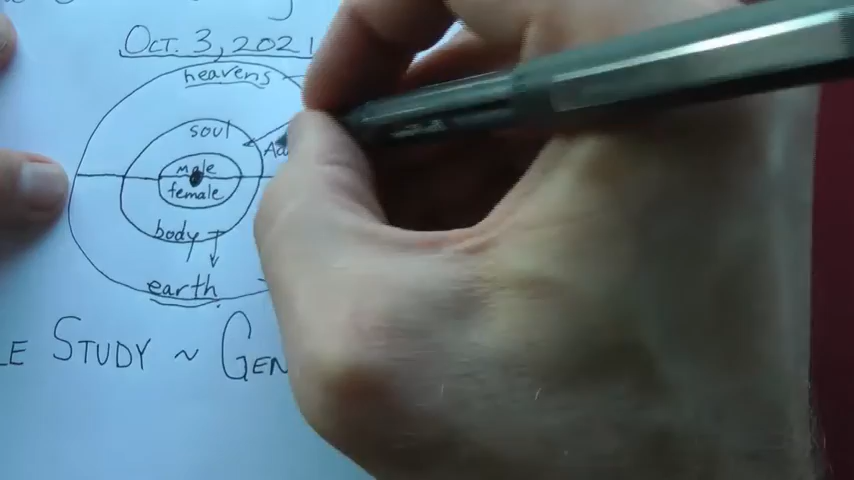 OCT. 3, 2021
heavens
soul
male
female
body
earth
STUDY ~ GEN